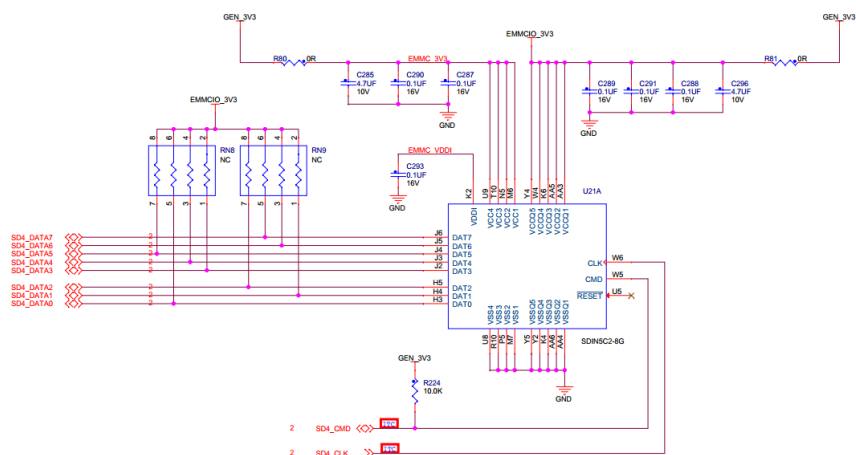 GEN_3V3
GEN_3V3
EMMCIO_3V3
R80
0R
EMMC_3V3
R81
0R
C285
4.7UF
10V
C290
0.1UF
16V
C287
0.1UF
16V
C289
0.1UF
16V
C291
0.1UF
16V
C288
0.1UF
16V
C296
4.7UF
10V
EMMCIO_3V3
GND
GND
8
6
4
2
8
6
4
2
RN8
NC
RN9
NC
EMMC_VDDI
C293
0.1UF
16V
GND
7
5
3
1
7
5
3
1
K2
U9
T10
N5
M6
Y4
W4
K6
AA5
AA3
U21A
VDDI
VCC4
VCC3
VCC2
VCC1
VCCQ5
VCCQ4
VCCQ3
VCCQ2
VCCQ1
SD4_DATA7
2
J6
DAT7
SD4_DATA6
2
J5
DAT6
SD4_DATA5
2
J4
DAT5
SD4_DATA4
2
J3
DAT4
SD4_DATA3
2
J2
DAT3
SD4_DATA2
2
H5
DAT2
SD4_DATA1
2
H4
DAT1
SD4_DATA0
2
H3
DAT0
CLK
W6
CMD
W5
RESET
U5
VSS4
VSS3
VSS2
VSS1
VSSQ5
VSSQ4
VSSQ3
VSSQ2
VSSQ1
U8
R10
P5
M7
Y5
Y2
K4
AA6
AA4
SDIN5C2-8G
GND
GEN_3V3
R224
10.0K
2
SD4_CMD
2
SD4_CLK